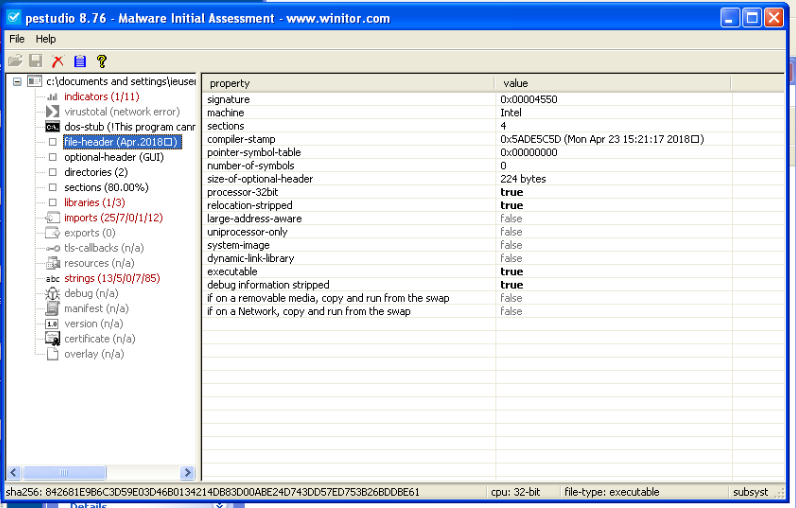 pestudio 8.76 - Malware Initial Assessment - www.winitor.com
File Help
c:\documents and settings\ieuser
indicators (1/11)
virustotal (network error)
dos-stub (!This program cann
file-header (Apr.2018□)
optional-header (GUI)
directories (2)
sections (80.00%)
libraries (1/3)
imports (25/7/0/1/12)
exports (0)
tls-callbacks (n/a)
resources (n/a)
abc strings (13/5/0/7/85)
debug (n/a)
manifest (n/a)
1.0 version (n/a)
certificate (n/a)
overlay (n/a)
property value
signature 0x00004550
machine Intel
sections 4
compiler-stamp 0x5ADE5C5D (Mon Apr 23 15:21:17 2018□)
pointer-symbol-table 0x00000000
number-of-symbols 0
size-of-optional-header 224 bytes
processor-32bit true
relocation-stripped true
large-address-aware false
uniprocessor-only false
system-image false
dynamic-link-library false
executable true
debug information stripped true
if on a removable media, copy and run from the swap false
if on a Network, copy and run from the swap false
sha256: 842681E9B6C3D59E03D46B0134214DB83D00ABE24D743DD57ED753B26BDDBE61 cpu: 32-bit file-type: executable subsyst
Details